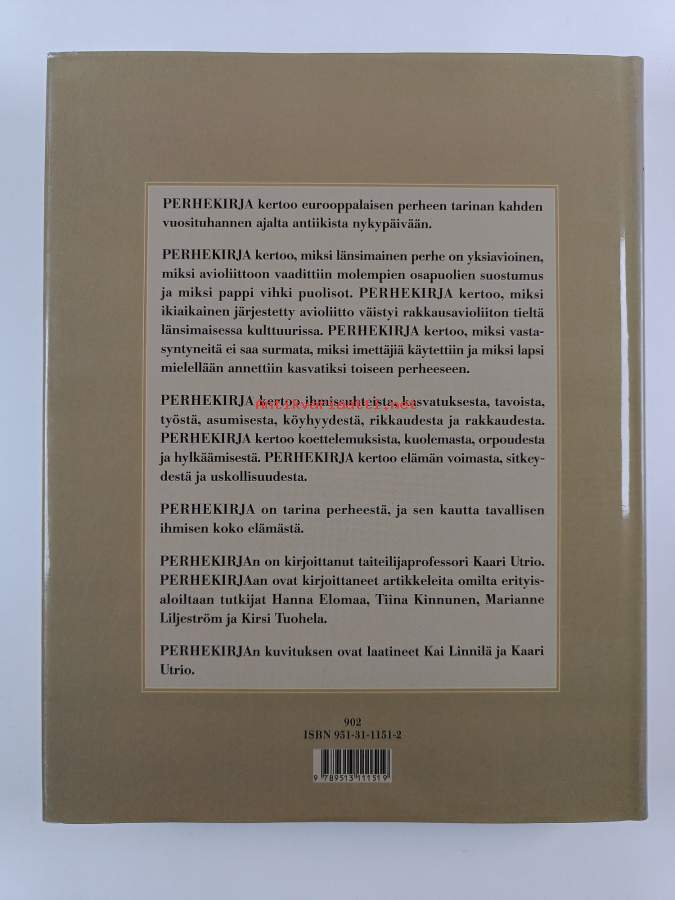 PERHEKIRJA kertoo eurooppalaisen perheen tarinan kahden
vuosituhannen ajalta antiikista nykypäivään.
PERHEKIRJA kertoo, miksi länsimainen perhe on yksiavioinen,
miksi avioliittoon vaadittiin molempien osapuolien suostumus
ja miksi pappi vihki puolisot. PERHEKIRJA kertoo, miksi
ikiaikainen järjestetty avioliitto väistyi rakkausavioliiton tieltä
länsimaisessa kulttuurissa. PERHEKIRJA kertoo, miksi vasta-
syntyneitä ei saa surmata, miksi imettäjiä käytettiin ja miksi lapsi
mielellään annettiin kasvatiksi toiseen perheeseen.
PERHEKIRJA kertoo ihmissuhteista, kasvatuksesta, tavoista,
Antikvariaatti.net
työstä, asumisesta, köyhyydestä, rikkaudesta ja rakkaudesta.
PERHEKIRJA kertoo koettelemuksista, kuolemasta, orpoudesta
ja hylkäämisestä. PERHEKIRJA kertoo elämän voimasta, sitkey-
destä ja uskollisuudesta.
PERHEKIRJA on tarina perheestä, ja sen kautta tavallisen
ihmisen koko elämästä.
PERHEKIRJAn on kirjoittanut taiteilijaprofessori Kaari Utrio.
PERHEKIRJAan ovat kirjoittaneet artikkeleita omilta erityis-
aloiltaan tutkijat Hanna Elomaa, Tiina Kinnunen, Marianne
Liljeström ja Kirsi Tuohela.
PERHEKIRJAn kuvituksen ovat laatineet Kai Linnilä ja Kaari
Utrio.
902
ISBN 951-31-1151-2
9 789513 111519